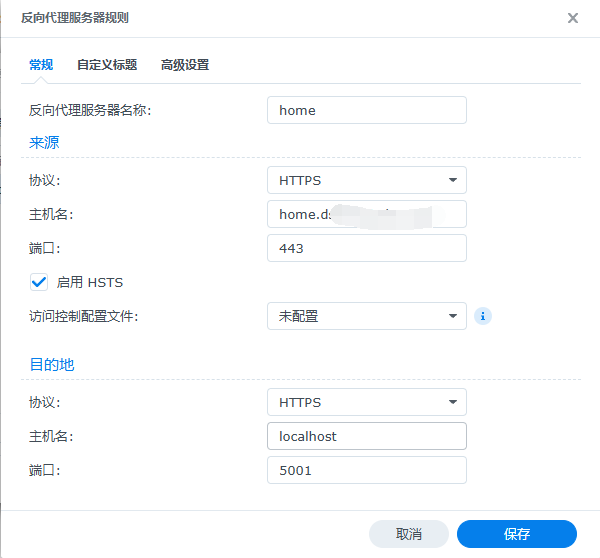 反向代理服务器规则
常规 自定义标题 高级设置
反向代理服务器名称: home
来源
协议: HTTPS
主机名: home.ds
端口: 443
启用 HSTS
访问控制配置文件: 未配置
目的地
协议: HTTPS
主机名: localhost
端口: 5001
取消 保存